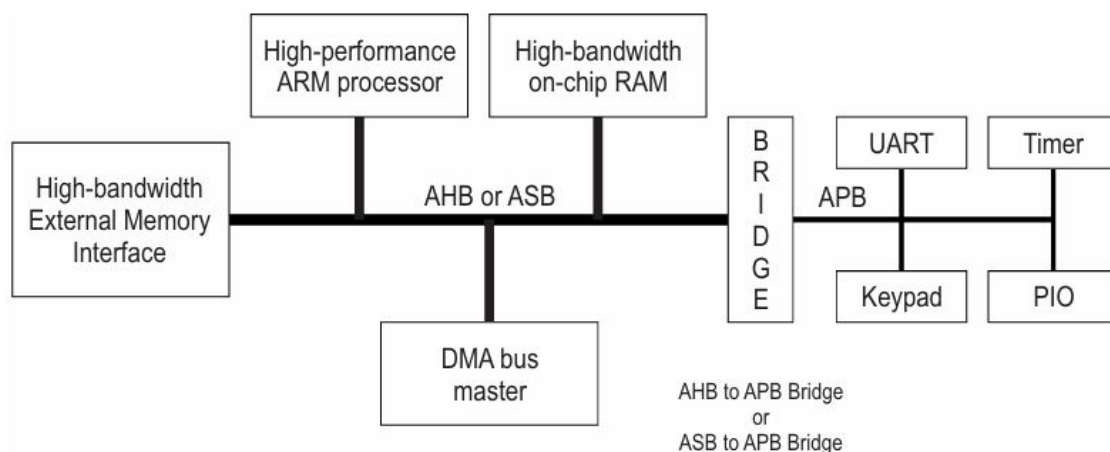 High-performance
ARM processor
High-bandwidth
on-chip RAM
High-bandwidth
External Memory
Interface
AHB or ASB
BRIDGE
APB
UART
Timer
Keypad
PIO
DMA bus
master
AHB to APB Bridge
or
ASB to APB Bridge